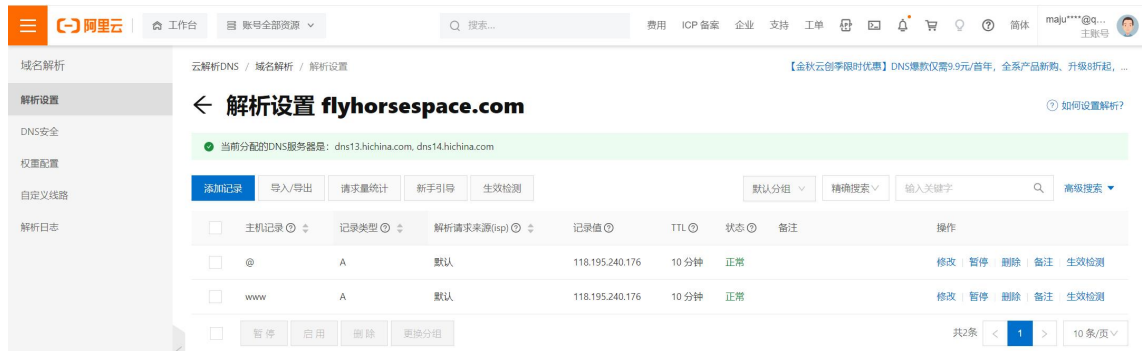 阿里云 工作台 账号全部资源 搜索... 费用 ICP 备案 企业 支持 工单 简体 maju****@q...
主账号
域名解析 云解析DNS / 域名解析 / 解析设置 【金秋云创季限时优惠】DNS爆款仅需9.9元/首年，全系产品新购、升级8折起，...
解析设置 解析设置 flyhorsespace.com 如何设置解析?
DNS安全
当前分配的DNS服务器是：dns13.hichina.com, dns14.hichina.com
权重配置
自定义线路 添加记录 导入/导出 请求量统计 新手引导 生效检测 默认分组 精确搜索 输入关键字 高级搜索
解析日志 主机记录 记录类型 解析请求来源(isp) 记录值 TTL 状态 备注 操作
@ A 默认 118.195.240.176 10 分钟 正常 修改 暂停 删除 备注 生效检测
www A 默认 118.195.240.176 10 分钟 正常 修改 暂停 删除 备注 生效检测
暂停 启用 删除 更换分组 共2条 < 1 > 10 条/页